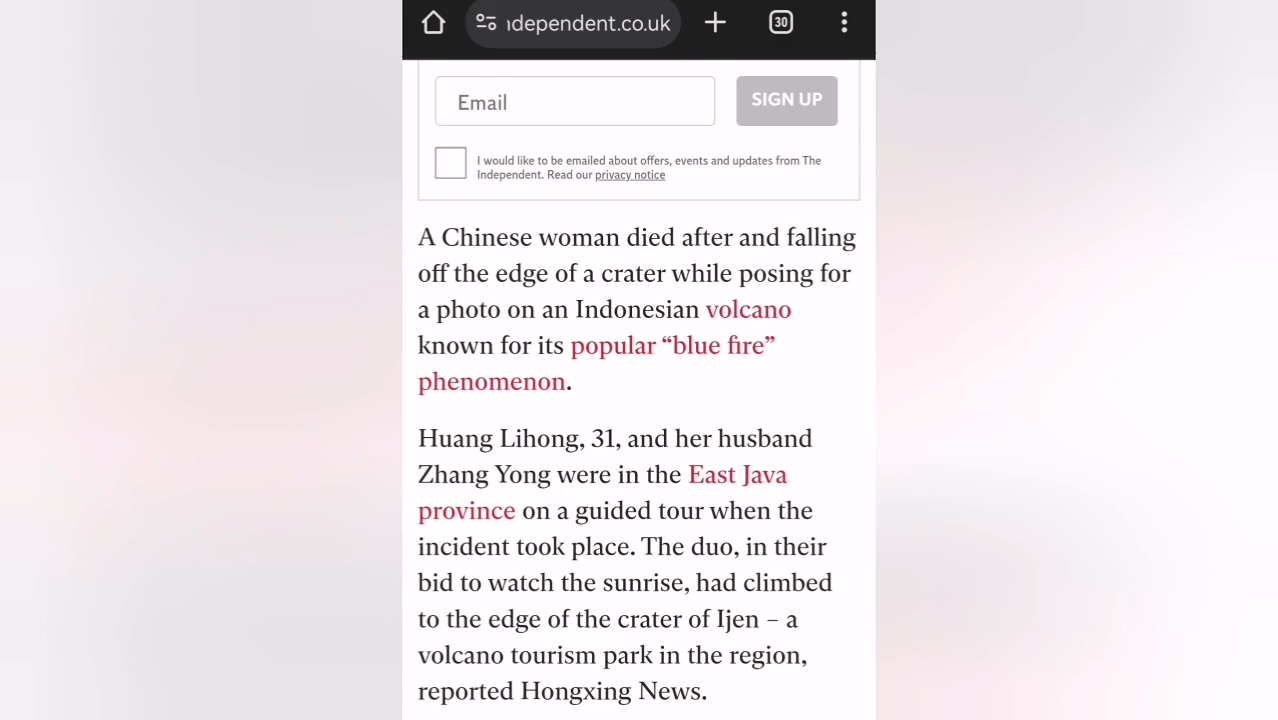 ndependent.co.uk
30
Email
SIGN UP
I would like to be emailed about offers, events and updates from The
Independent. Read our privacy notice
A Chinese woman died after and falling
off the edge of a crater while posing for
a photo on an Indonesian volcano
known for its popular “blue fire”
phenomenon.
Huang Lihong, 31, and her husband
Zhang Yong were in the East Java
province on a guided tour when the
incident took place. The duo, in their
bid to watch the sunrise, had climbed
to the edge of the crater of Ijen – a
volcano tourism park in the region,
reported Hongxing News.